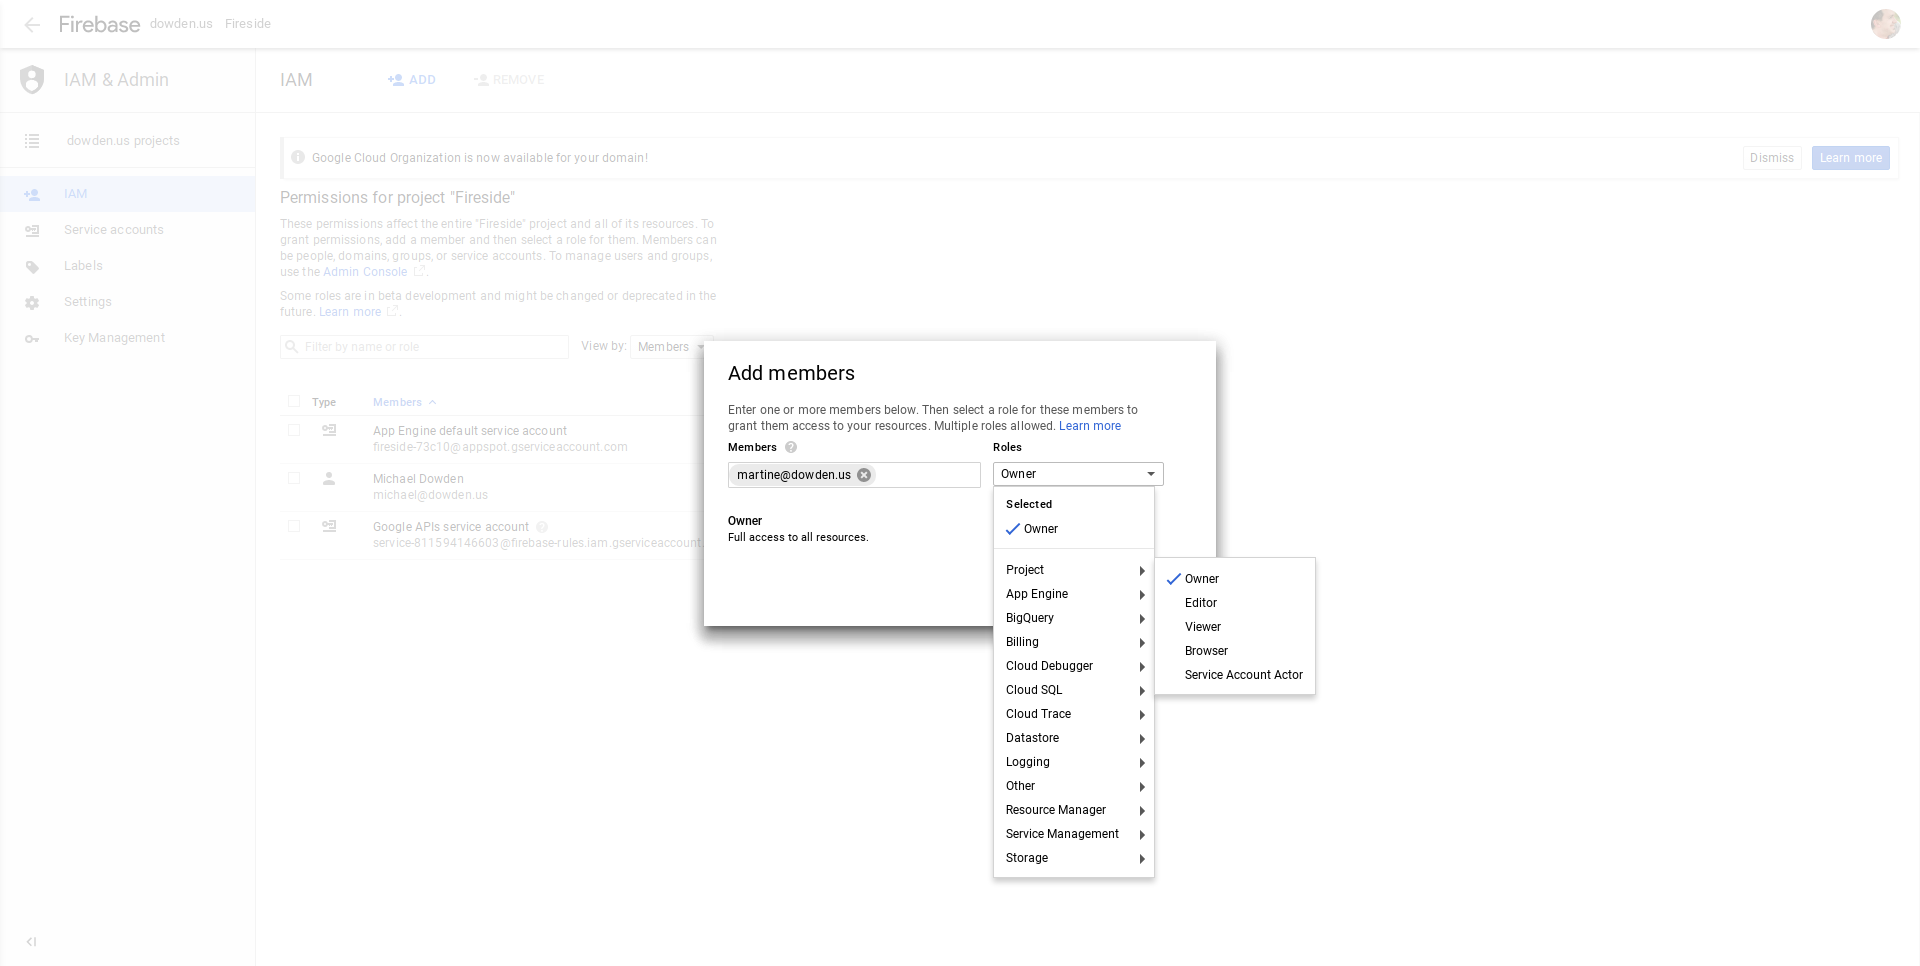 Firebase dowden.us Fireside
IAM & Admin
dowden.us projects
IAM
Service accounts
Labels
Settings
Key Management
IAM ADD REMOVE
Google Cloud Organization is now available for your domain! Dismiss Learn more
Permissions for project "Fireside"
These permissions affect the entire "Fireside" project and all of its resources. To
grant permissions, add a member and then select a role for them. Members can
be people, domains, groups, or service accounts. To manage users and groups,
use the Admin Console .
Some roles are in beta development and might be changed or deprecated in the
future. Learn more .
Filter by name or role View by: Members
Type Members
App Engine default service account
fireside-73c10@appspot.gserviceaccount.com
Michael Dowden
michael@dowden.us
Google APIs service account
service-811594146603@firebase-rules.iam.gserviceaccount.
Add members
Enter one or more members below. Then select a role for these members to
grant them access to your resources. Multiple roles allowed. Learn more
Members Roles
martine@dowden.us Owner
Owner
Full access to all resources.
Selected
Owner
Project
App Engine
BigQuery
Billing
Cloud Debugger
Cloud SQL
Cloud Trace
Datastore
Logging
Other
Resource Manager
Service Management
Storage
Owner
Editor
Viewer
Browser
Service Account Actor